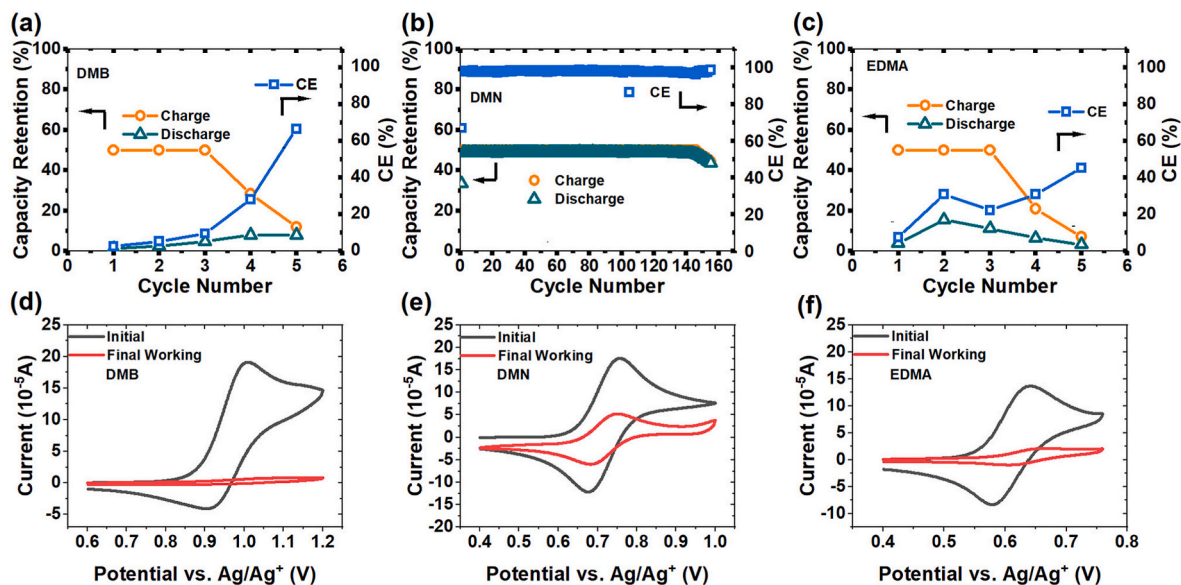 (a)
Capacity Retention (%)
100
80
60
40
20
0
DMB
CE
Charge
Discharge
100
80
60
40
20
0
CE (%)
0 1 2 3 4 5 6
Cycle Number
(b)
Capacity Retention (%)
100
80
60
40
20
0
DMN
CE
Charge
Discharge
100
80
60
40
20
0
CE (%)
0 20 40 60 80 100 120 140 160
Cycle Number
(c)
Capacity Retention (%)
100
80
60
40
20
0
EDMA
Charge
Discharge
CE
100
80
60
40
20
0
CE (%)
0 1 2 3 4 5 6
Cycle Number
(d)
Current (10⁻⁵A)
25
20
15
10
5
0
-5
Initial
Final Working
DMB
0.6 0.7 0.8 0.9 1.0 1.1 1.2
Potential vs. Ag/Ag⁺ (V)
(e)
Current (10⁻⁵A)
25
20
15
10
5
0
-5
-10
-15
-20
Initial
Final Working
DMN
0.4 0.5 0.6 0.7 0.8 0.9 1.0
Potential vs. Ag/Ag⁺ (V)
(f)
Current (10⁻⁵A)
25
20
15
10
5
0
-5
-10
Initial
Final Working
EDMA
0.4 0.5 0.6 0.7 0.8
Potential vs. Ag/Ag⁺ (V)